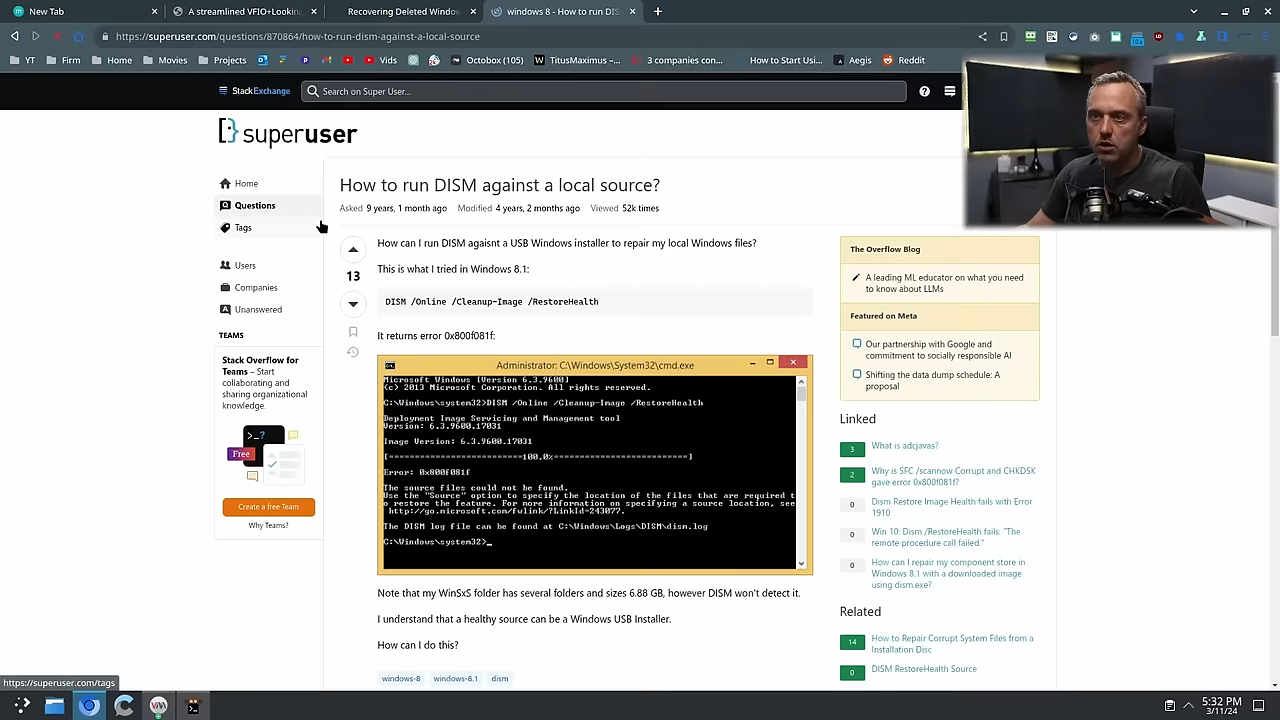 New Tab
A streamlined VFIO+Looking
Recovering Deleted Window
windows 8 - How to run DISM
https://superuser.com/questions/870864/how-to-run-dism-against-a-local-source
YT
Firm
Home
Movies
Projects
Vids
Octobox (105)
TitusMaximus –...
3 companies con...
How to Start Usi...
Aegis
Reddit
StackExchange
Search on Super User...
superuser
Home
Questions
Tags
Users
Companies
Unanswered
TEAMS
Stack Overflow for
Teams – Start
collaborating and
sharing organizational
knowledge.
>_?
Free
Create a free Team
Why Teams?
How to run DISM against a local source?
Asked 9 years, 1 month ago Modified 4 years, 2 months ago Viewed 52k times
13
How can I run DISM agaisnt a USB Windows installer to repair my local Windows files?
This is what I tried in Windows 8.1:
DISM /Online /Cleanup-Image /RestoreHealth
It returns error 0x800f081f:
Administrator: C:\Windows\System32\cmd.exe
Microsoft Windows [Version 6.3.9600]
(c) 2013 Microsoft Corporation. All rights reserved.
C:\Windows\system32>DISM /Online /Cleanup-Image /RestoreHealth
Deployment Image Servicing and Management tool
Version: 6.3.9600.17031
Image Version: 6.3.9600.17031
[==========================100.0%==========================]
Error: 0x800f081f
The source files could not be found.
Use the "Source" option to specify the location of the files that are required t
o restore the feature. For more information on specifying a source location, see
http://go.microsoft.com/fwlink/?LinkId=243077.
The DISM log file can be found at C:\Windows\Logs\DISM\dism.log
C:\Windows\system32>_
Note that my WinSxS folder has several folders and sizes 6.88 GB, however DISM won't detect it.
I understand that a healthy source can be a Windows USB Installer.
How can I do this?
windows-8
windows-8.1
dism
The Overflow Blog
A leading ML educator on what you need
to know about LLMs
Featured on Meta
Our partnership with Google and
commitment to socially responsible AI
Shifting the data dump schedule: A
proposal
Linked
3 What is adcjavas?
2 Why is SFC /scannow Corrupt and CHKDSK
gave error 0x800f081f?
0 Dism Restore Image Health fails with Error
1910
0 Win 10: Dism /RestoreHealth fails: "The
remote procedure call failed."
0 How can I repair my component store in
Windows 8.1 with a downloaded image
using dism.exe?
Related
14 How to Repair Corrupt System Files from a
Installation Disc
0 DISM RestoreHealth Source
https://superuser.com/tags
5:32 PM
3/11/24